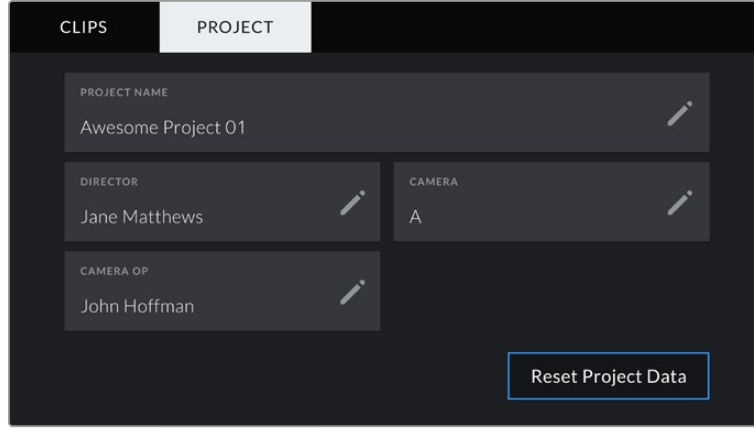 CLIPS PROJECT
PROJECT NAME
Awesome Project 01
DIRECTOR CAMERA
Jane Matthews A
CAMERA OP
John Hoffman
Reset Project Data